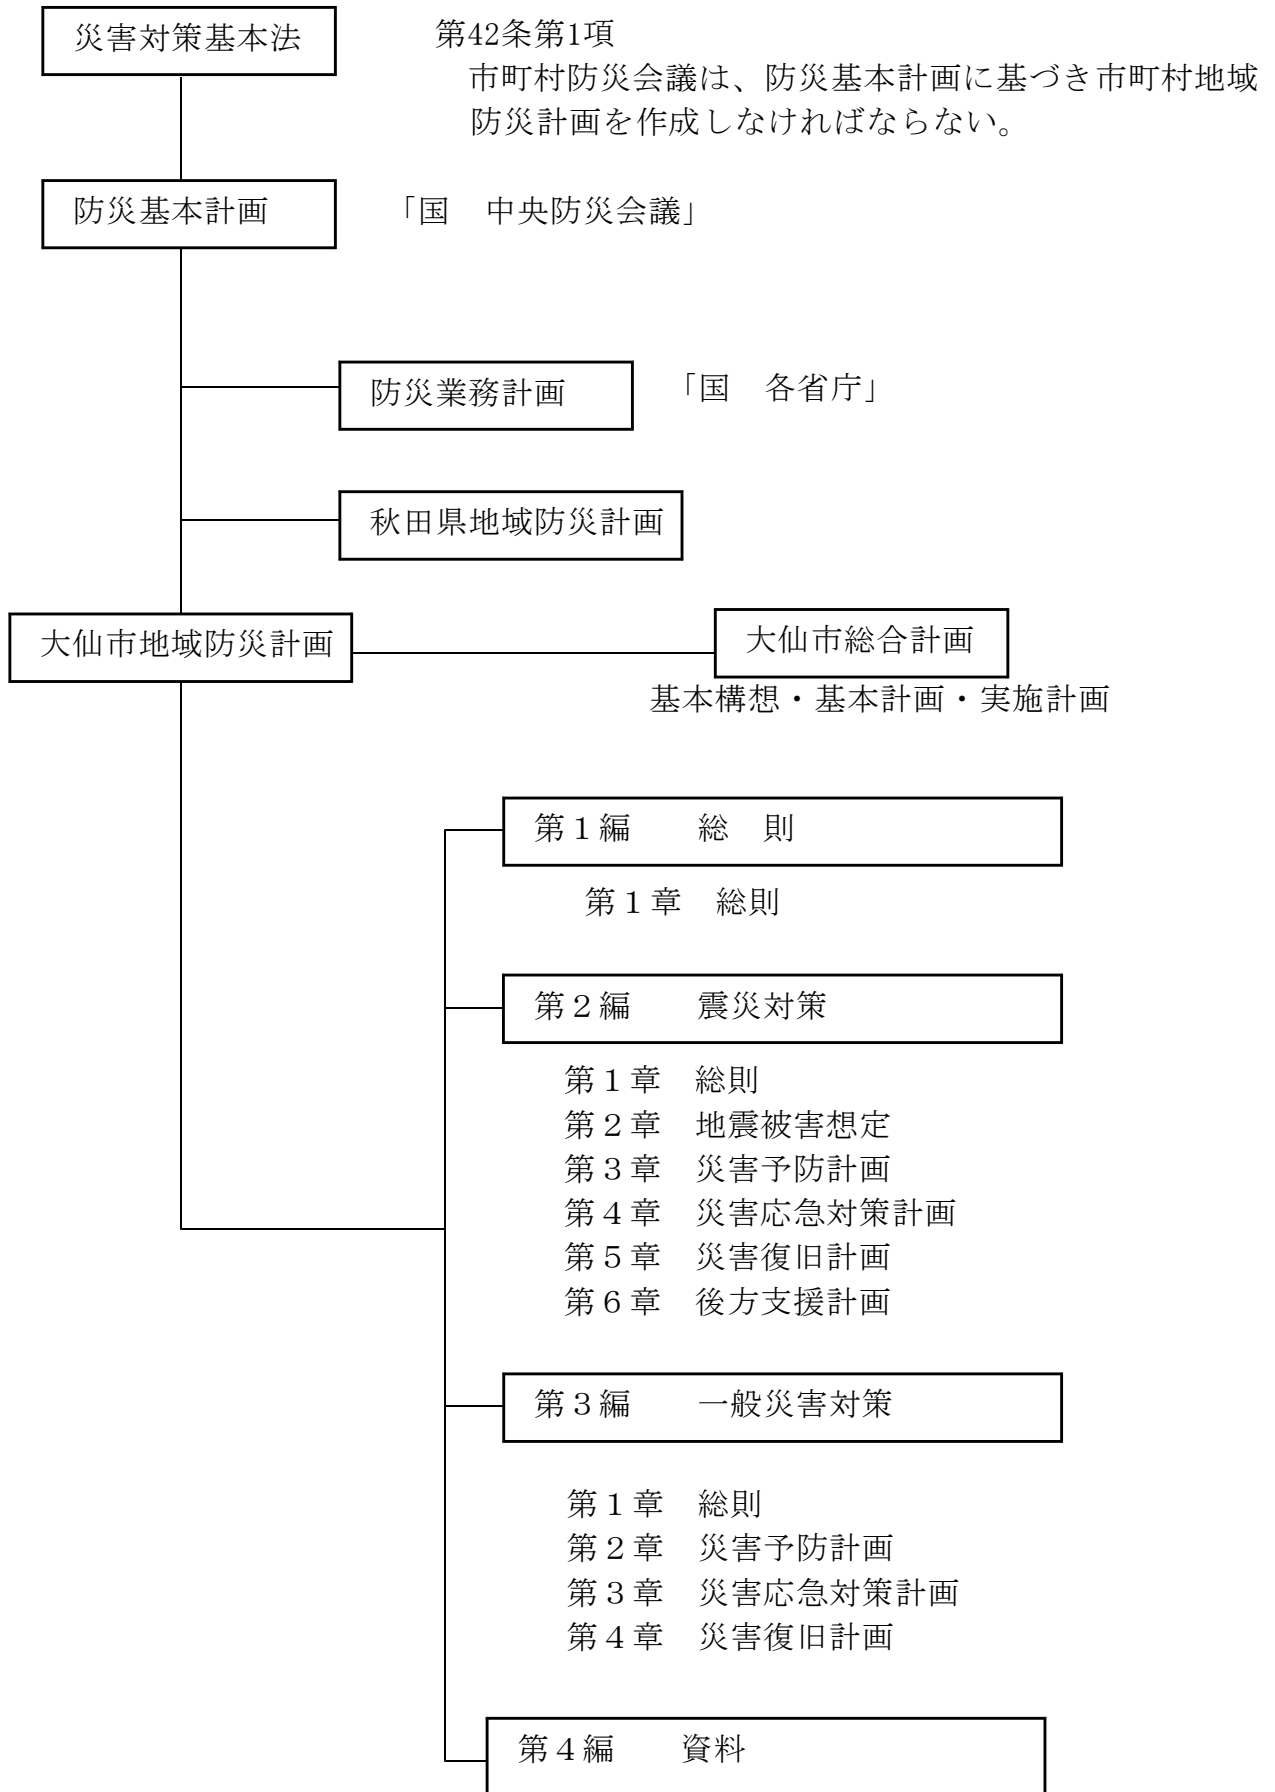 災害対策基本法
第42条第1項
市町村防災会議は、防災基本計画に基づき市町村地域
防災計画を作成しなければならない。
防災基本計画
「国　中央防災会議」
防災業務計画
「国　各省庁」
秋田県地域防災計画
大仙市地域防災計画
大仙市総合計画
基本構想・基本計画・実施計画
第１編　　総　則
第１章　総則
第２編　　震災対策
第１章　総則
第２章　地震被害想定
第３章　災害予防計画
第４章　災害応急対策計画
第５章　災害復旧計画
第６章　後方支援計画
第３編　　一般災害対策
第１章　総則
第２章　災害予防計画
第３章　災害応急対策計画
第４章　災害復旧計画
第４編　　資料